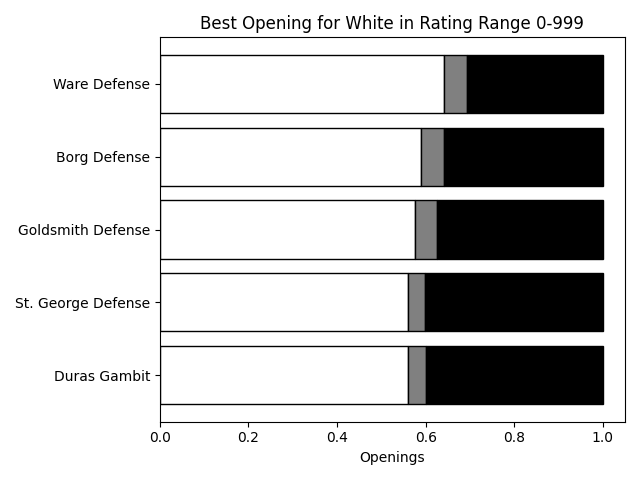 Best Opening for White in Rating Range 0-999
Ware Defense
Borg Defense
Goldsmith Defense
St. George Defense
Duras Gambit
0.0 0.2 0.4 0.6 0.8 1.0
Openings